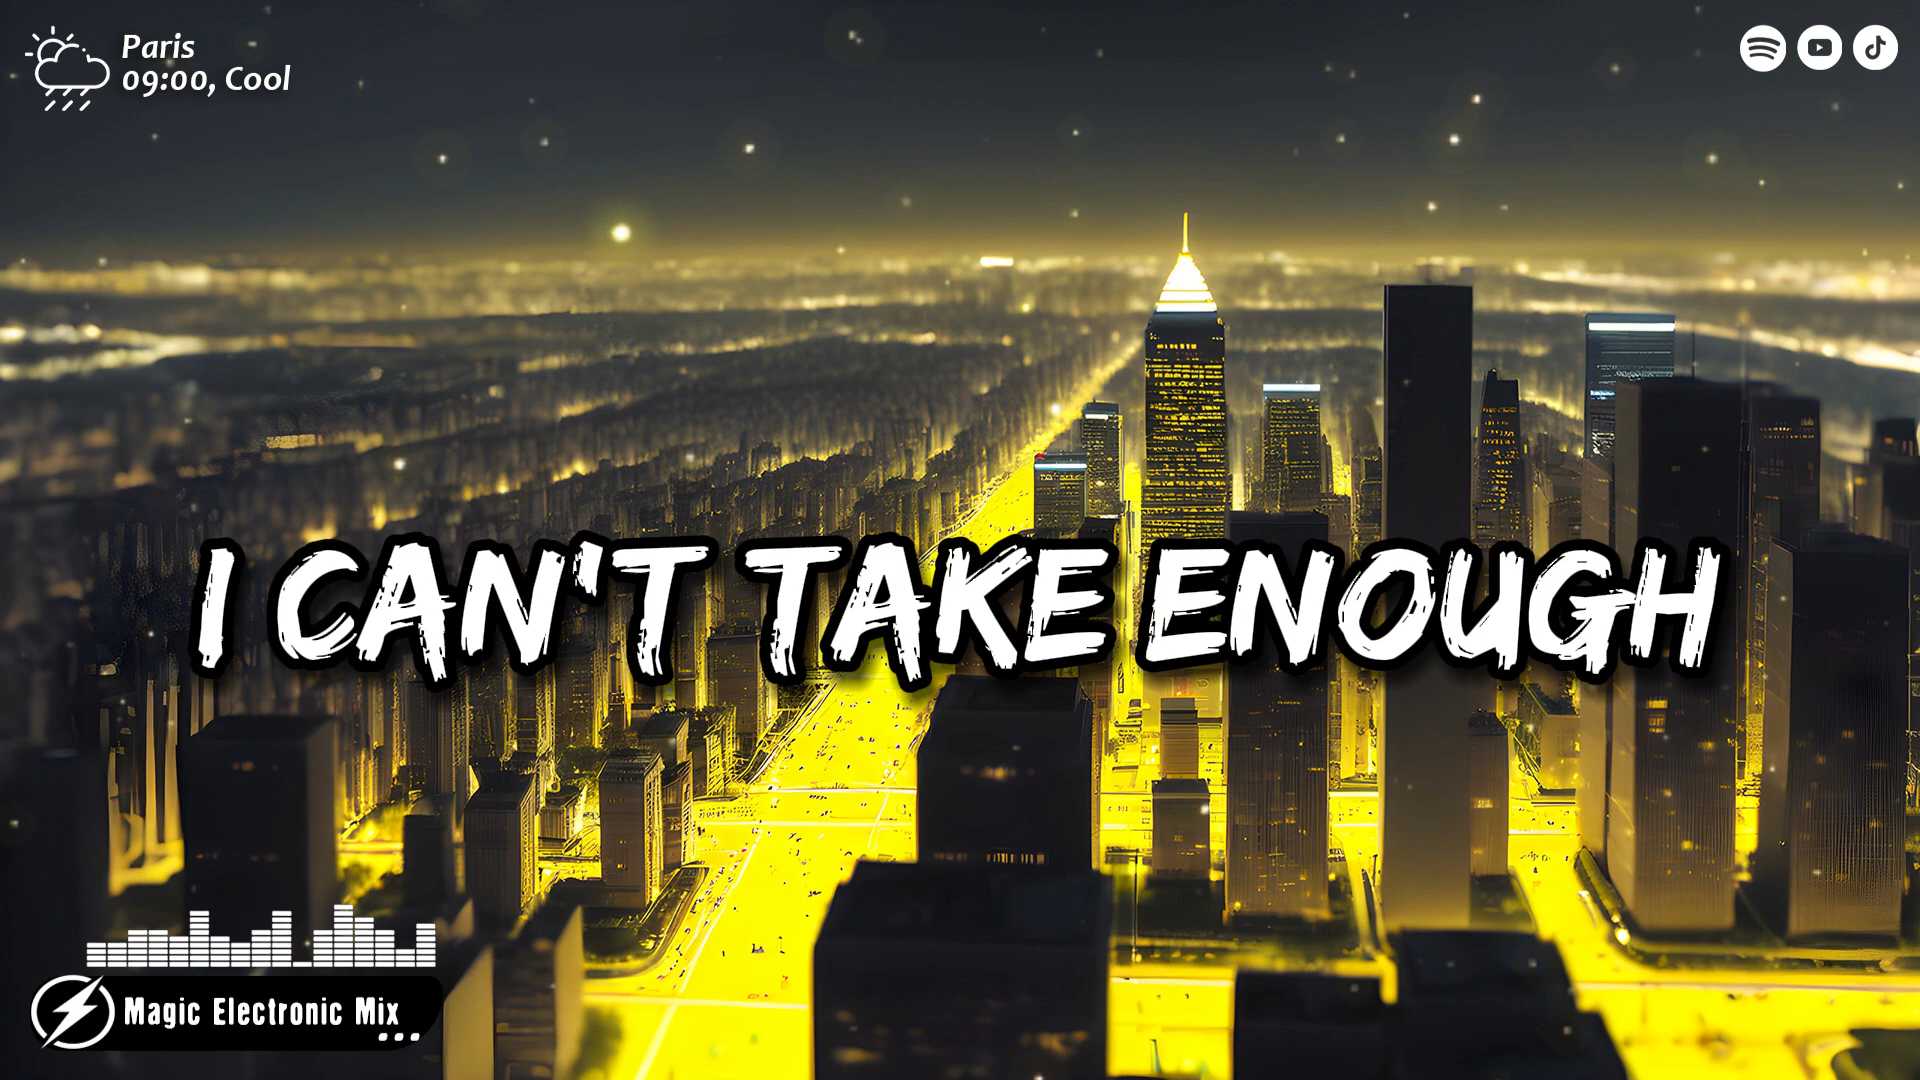 Paris
09:00, Cool
I CAN'T TAKE ENOUGH
Magic Electronic Mix
...